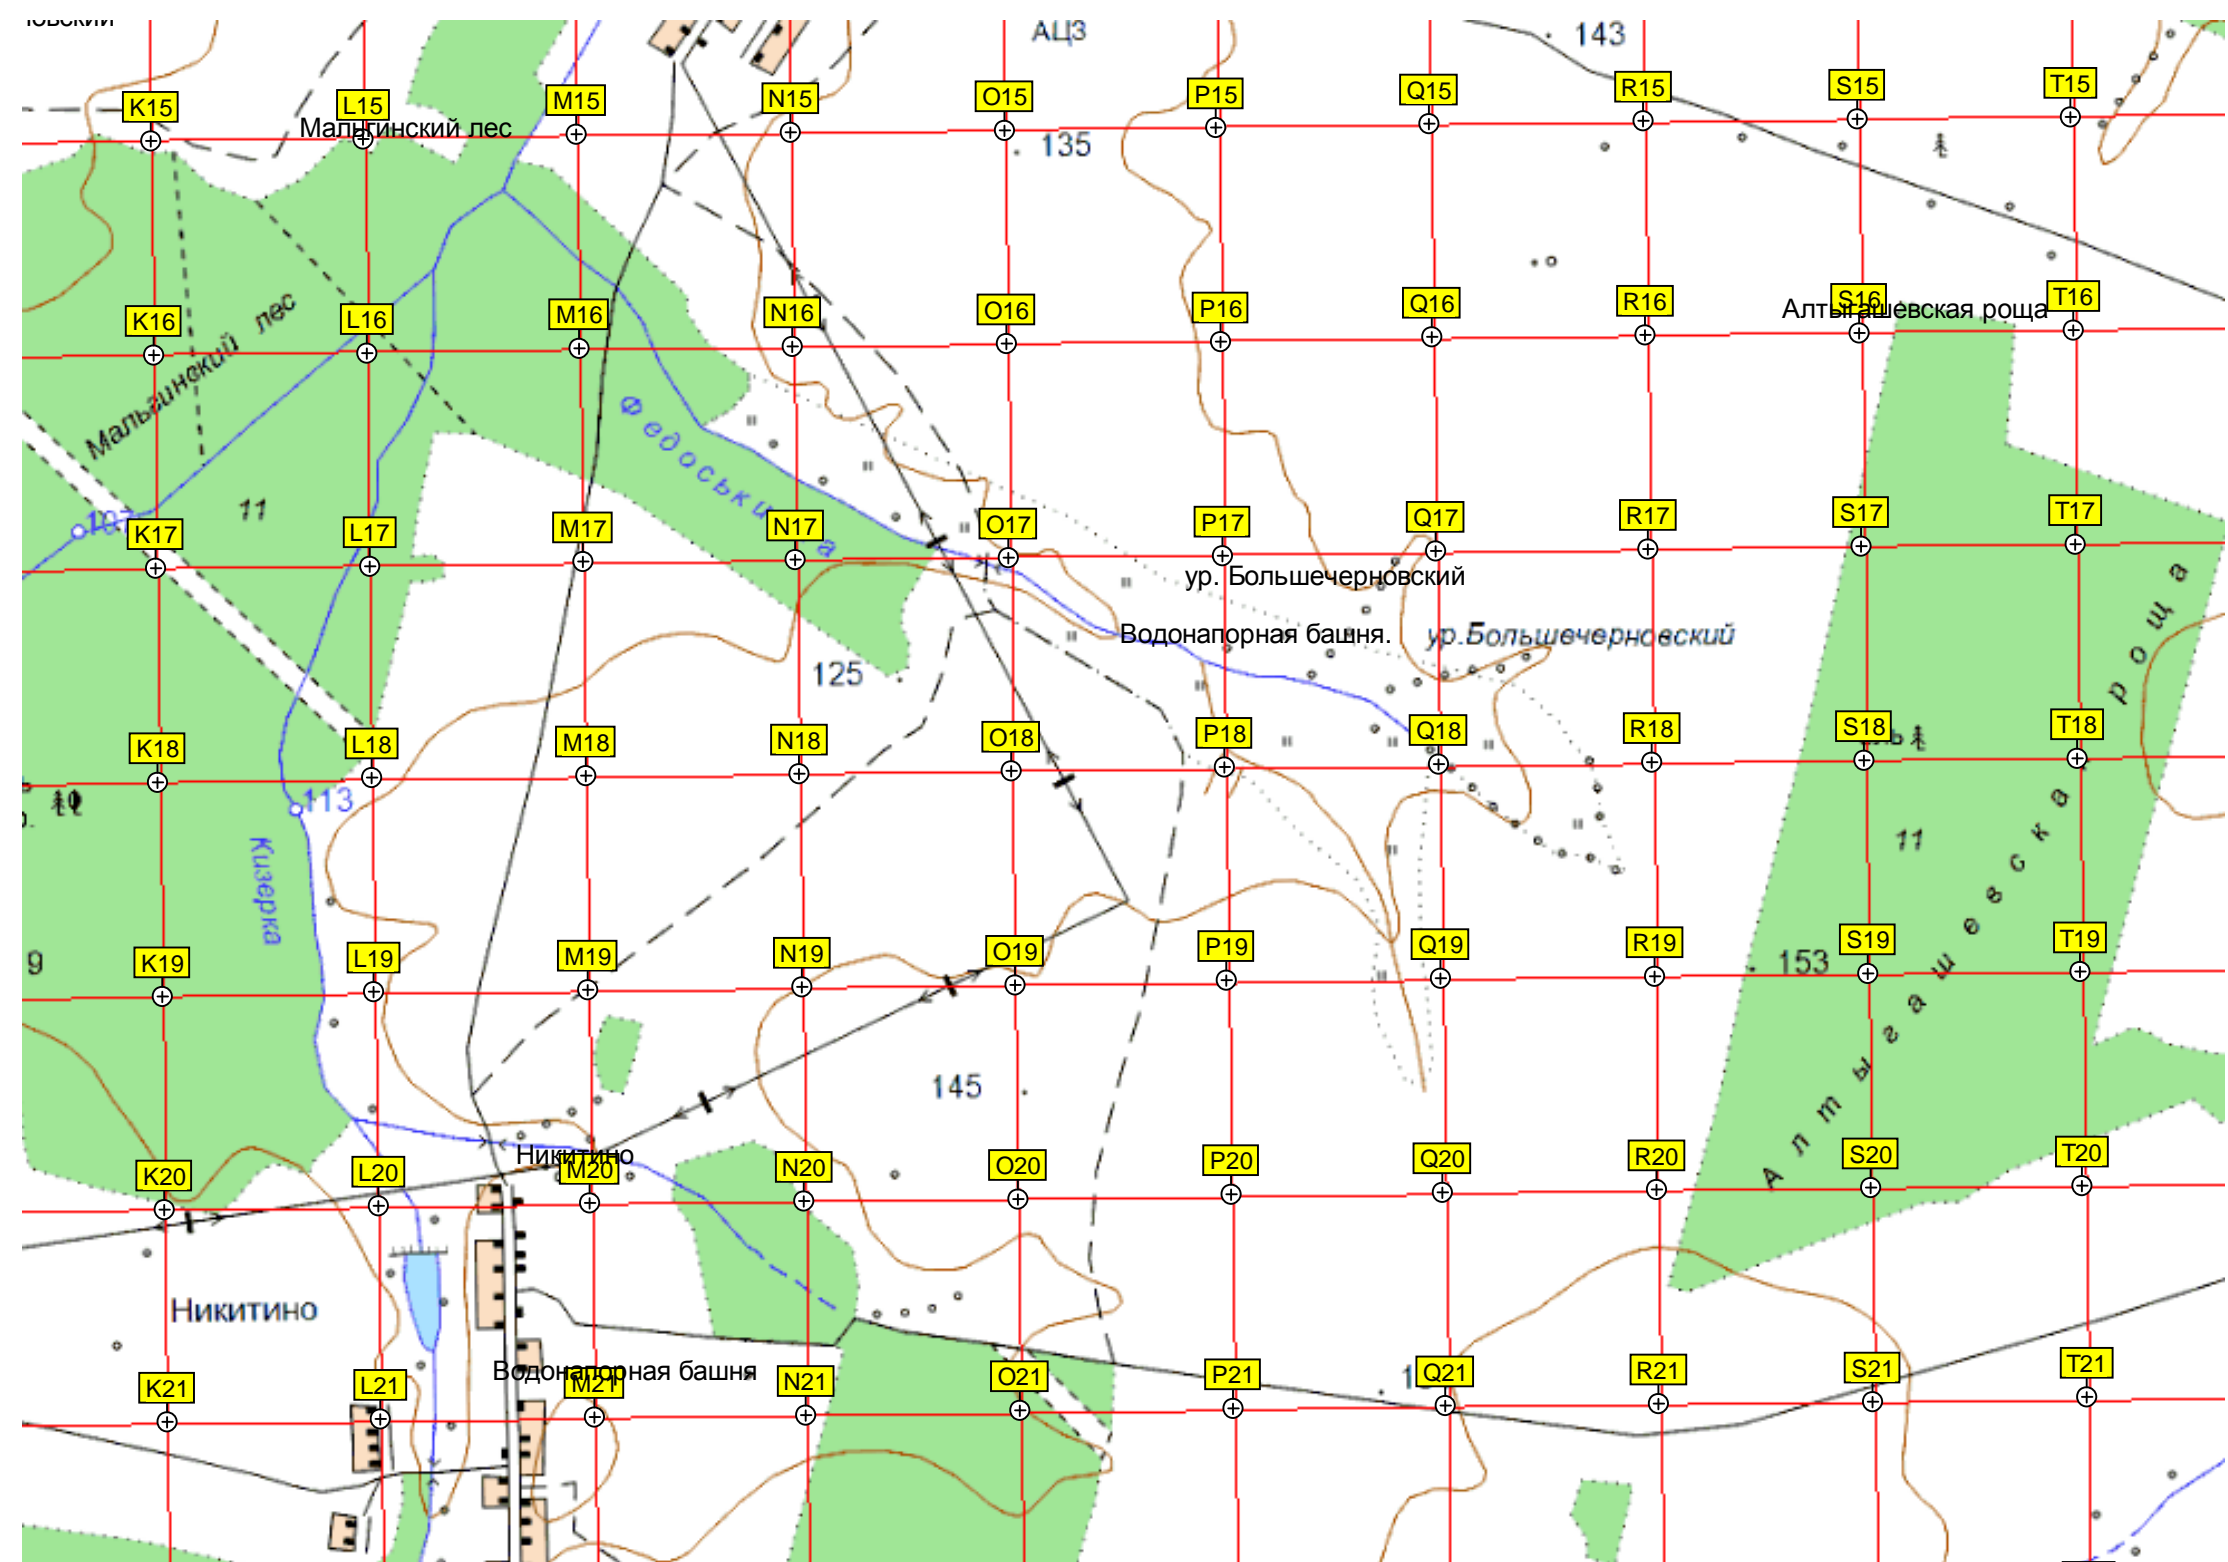 АЦЗ
143
K15 L15 M15 N15 O15 P15 Q15 R15 S15 T15
Мальгинский лес
135
K16 L16 M16 N16 O16 P16 Q16 R16 S16 T16
Алтыгашевская роща
Мальгинский лес
Федоськина
11
107
K17 L17 M17 N17 O17 P17 Q17 R17 S17 T17
ур. Большечерновский
Водонапорная башня.
ур.Большечерновский
125
K18 L18 M18 N18 O18 P18 Q18 R18 S18 T18
113
Кизерка
11
Алтыгашевская роща
9
K19 L19 M19 N19 O19 P19 Q19 R19 S19 T19
153
145
Никитино
K20 L20 M20 N20 O20 P20 Q20 R20 S20 T20
Никитино
Водонапорная башня
K21 L21 M21 N21 O21 P21 Q21 R21 S21 T21